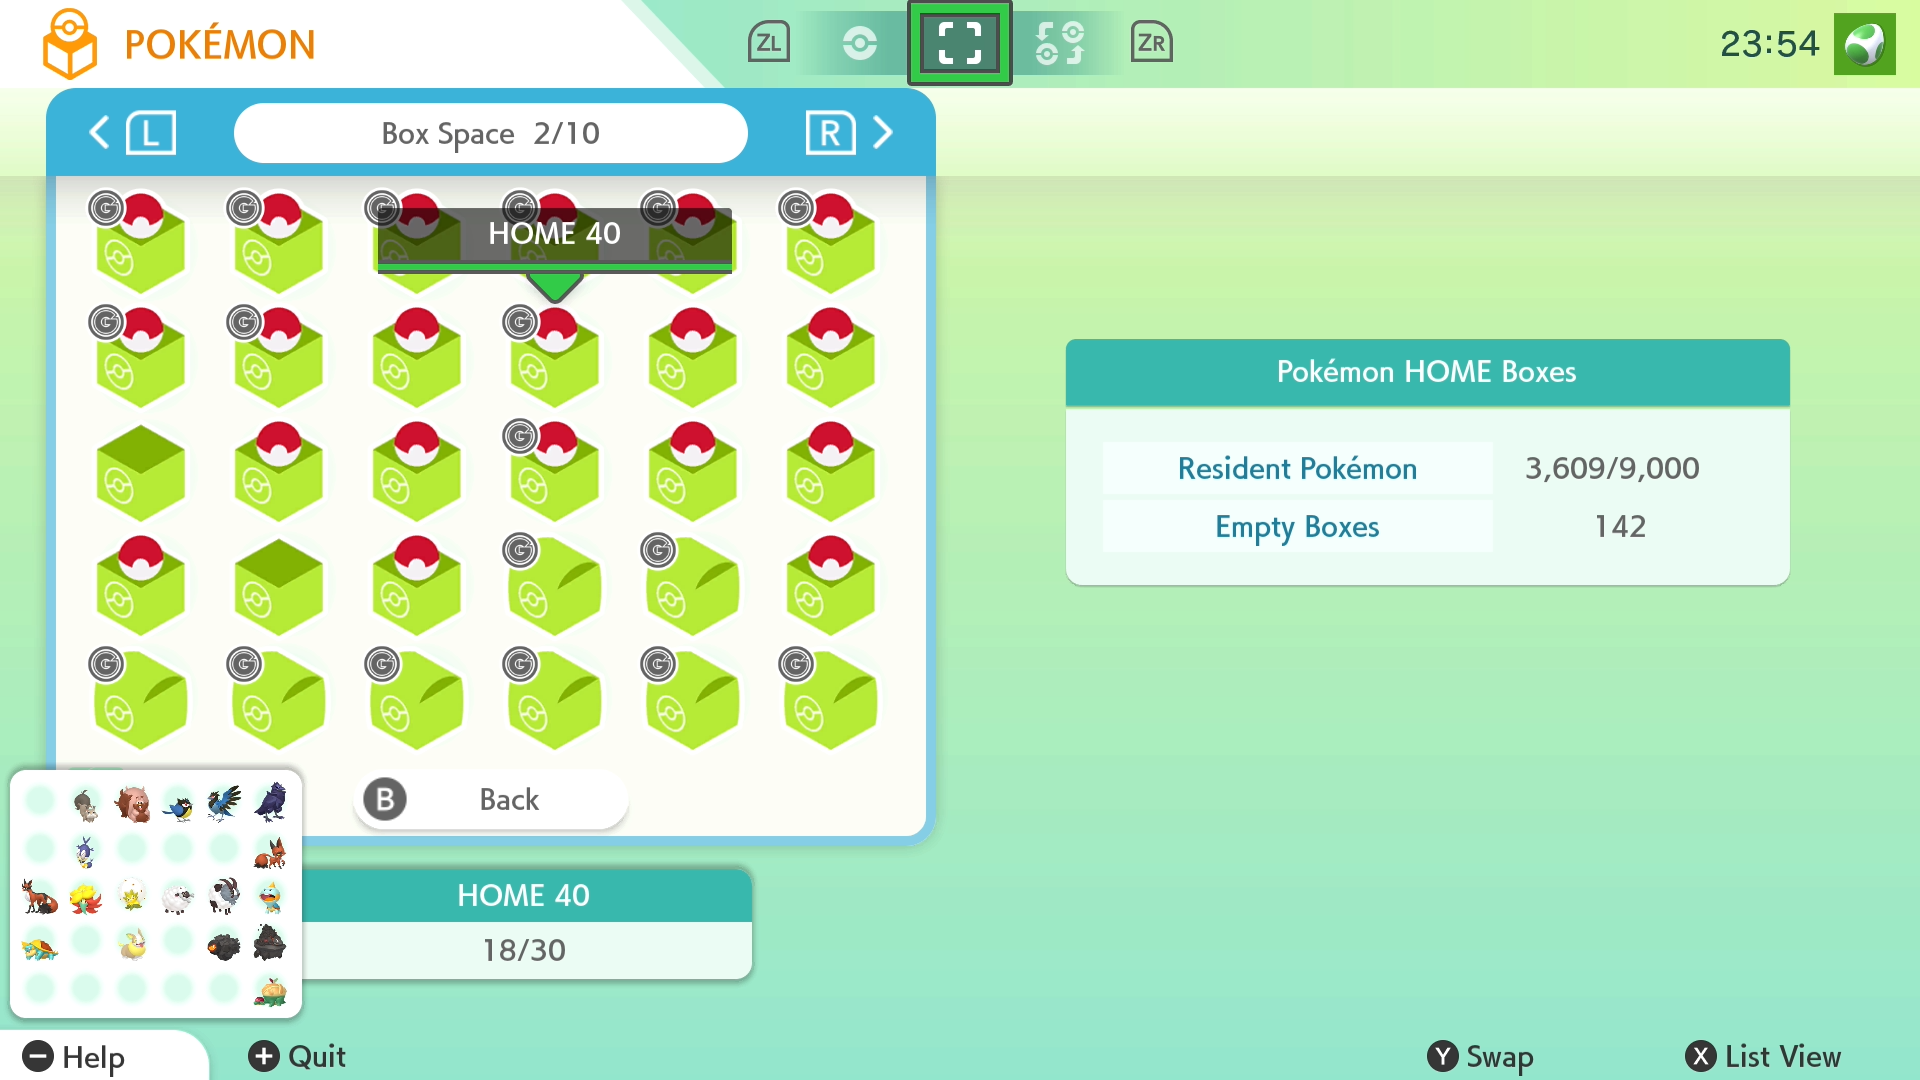 POKÉMON
ZL
ZR
23:54
L
Box Space 2/10
R
HOME 40
Pokémon HOME Boxes
Resident Pokémon 3,609/9,000
Empty Boxes 142
B Back
HOME 40
18/30
Help
Quit
Y Swap
X List View